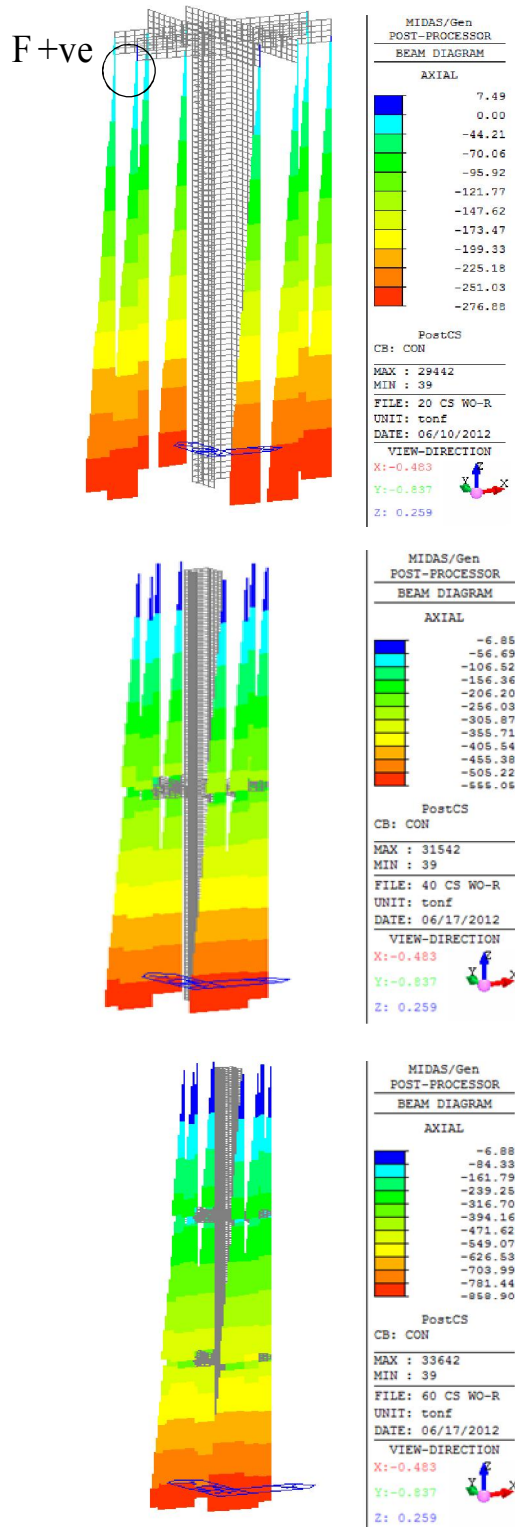 F +ve
MIDAS/Gen
POST-PROCESSOR
BEAM DIAGRAM
AXIAL
7.49
0.00
-44.21
-70.06
-95.92
-121.77
-147.62
-173.47
-199.33
-225.18
-251.03
-276.88
PostCS
CB: CON
MAX : 29442
MIN : 39
FILE: 20 CS WO-R
UNIT: tonf
DATE: 06/10/2012
VIEW-DIRECTION
X:-0.483
Y:-0.837
Z: 0.259
Z
Y
X
MIDAS/Gen
POST-PROCESSOR
BEAM DIAGRAM
AXIAL
-6.85
-56.69
-106.52
-156.36
-206.20
-256.03
-305.87
-355.71
-405.54
-455.38
-505.22
-555.05
PostCS
CB: CON
MAX : 31542
MIN : 39
FILE: 40 CS WO-R
UNIT: tonf
DATE: 06/17/2012
VIEW-DIRECTION
X:-0.483
Y:-0.837
Z: 0.259
Z
Y
X
MIDAS/Gen
POST-PROCESSOR
BEAM DIAGRAM
AXIAL
-6.88
-84.33
-161.79
-239.25
-316.70
-394.16
-471.62
-549.07
-626.53
-703.99
-781.44
-858.90
PostCS
CB: CON
MAX : 33642
MIN : 39
FILE: 60 CS WO-R
UNIT: tonf
DATE: 06/17/2012
VIEW-DIRECTION
X:-0.483
Y:-0.837
Z: 0.259
Z
Y
X